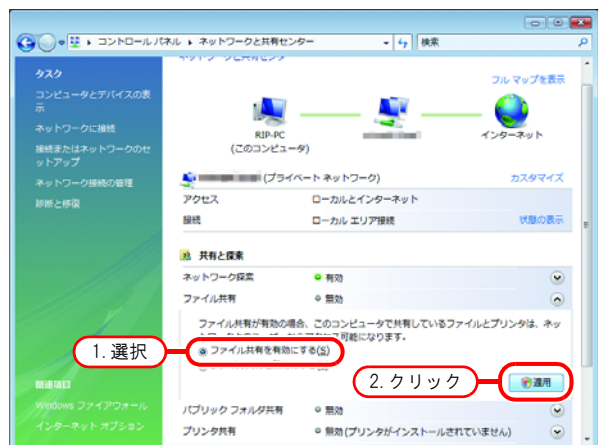 コントロール パネル ▸ ネットワークと共有センター
検索
タスク
コンピュータとデバイスの表示
ネットワークに接続
接続またはネットワークのセットアップ
ネットワーク接続の管理
診断と修復
関連項目
Windows ファイアウォール
インターネット オプション
ネットワークと共有センタ
フル マップを表示
RIP-PC
(このコンピュータ)
インターネット
(プライベート ネットワーク)
カスタマイズ
アクセス ローカルとインターネット
接続 ローカル エリア接続 状態の表示
共有と探索
ネットワーク探索 有効
ファイル共有 無効
ファイル共有が有効の場合、このコンピュータで共有しているファイルとプリンタは、ネッ
可能になります。
1. 選択
ファイル共有を有効にする(S)
2. クリック
適用
パブリック フォルダ共有 無効
プリンタ共有 無効 (プリンタがインストールされていません)